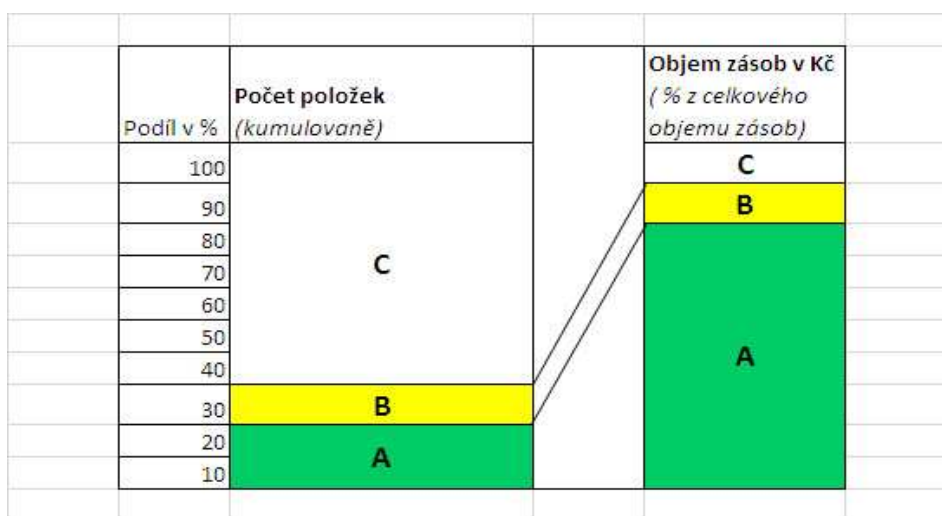 Objem zásob v Kč
Počet položek
( % z celkového
Podíl v %
(kumulovaně)
objemu zásob)
100
C
90
B
80
70
C
60
50
40
A
30
B
20
A
10